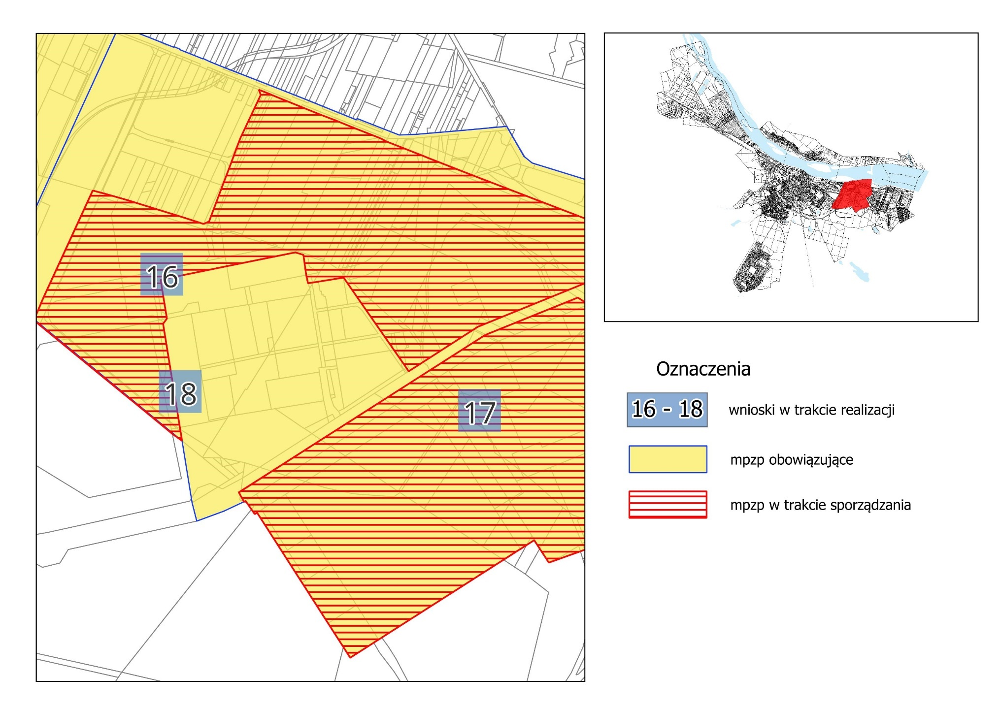 16
18
17
Oznaczenia
16 - 18 wnioski w trakcie realizacji
mpzp obowiązujące
mpzp w trakcie sporządzania